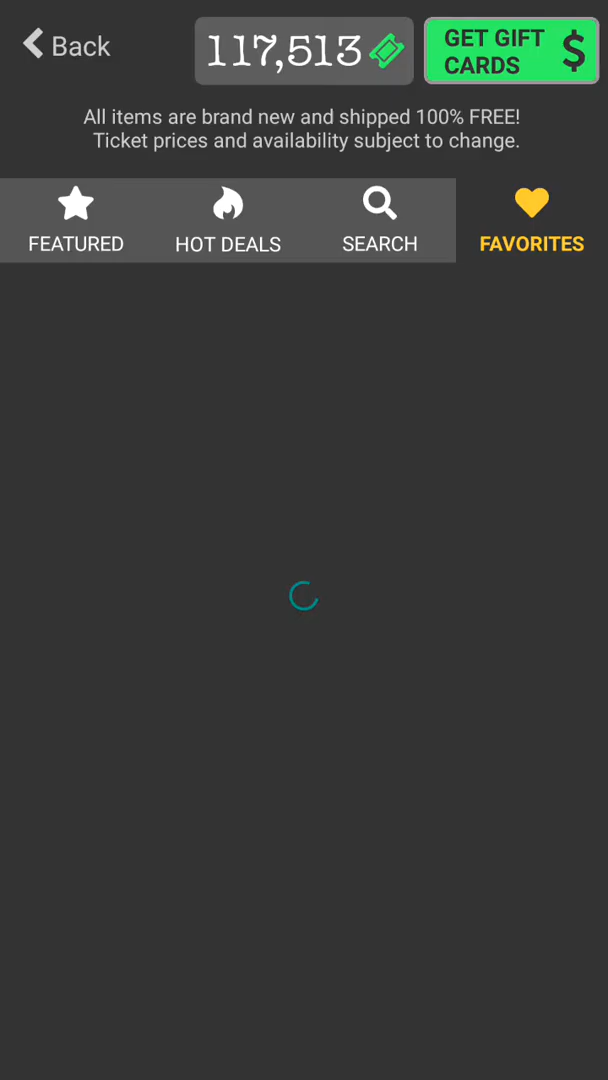 Back
117,513
GET GIFT
CARDS
$
All items are brand new and shipped 100% FREE!
Ticket prices and availability subject to change.
FEATURED
HOT DEALS
SEARCH
FAVORITES